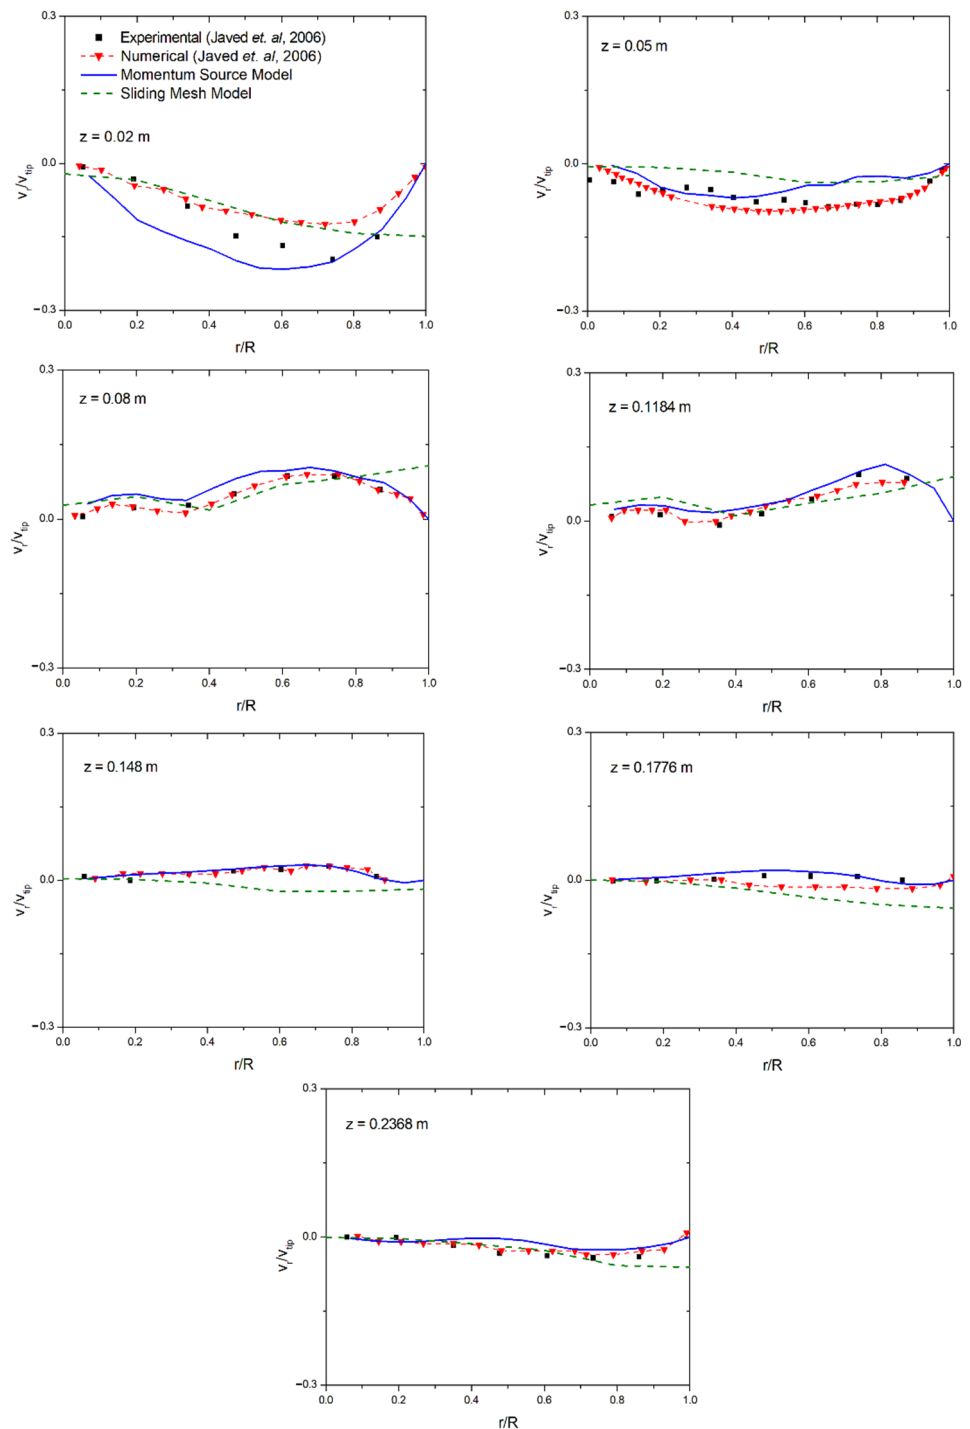 Experimental (Javed et. al, 2006)
Numerical (Javed et. al, 2006)
Momentum Source Model
Sliding Mesh Model
z = 0.02 m
0.0
−0.3
vr/vtip
0.0 0.2 0.4 0.6 0.8 1.0
r/R
0.3
z = 0.05 m
0.0
−0.3
vr/vtip
0.0 0.2 0.4 0.6 0.8 1.0
r/R
0.3
z = 0.08 m
0.0
−0.3
vr/vtip
0.0 0.2 0.4 0.6 0.8 1.0
r/R
0.3
z = 0.1184 m
0.0
−0.3
vr/vtip
0.0 0.2 0.4 0.6 0.8 1.0
r/R
0.3
z = 0.148 m
0.0
−0.3
vr/vtip
0.0 0.2 0.4 0.6 0.8 1.0
r/R
0.3
z = 0.1776 m
0.0
−0.3
vr/vtip
0.0 0.2 0.4 0.6 0.8 1.0
r/R
0.3
z = 0.2368 m
0.0
−0.3
vr/vtip
0.0 0.2 0.4 0.6 0.8 1.0
r/R
0.3